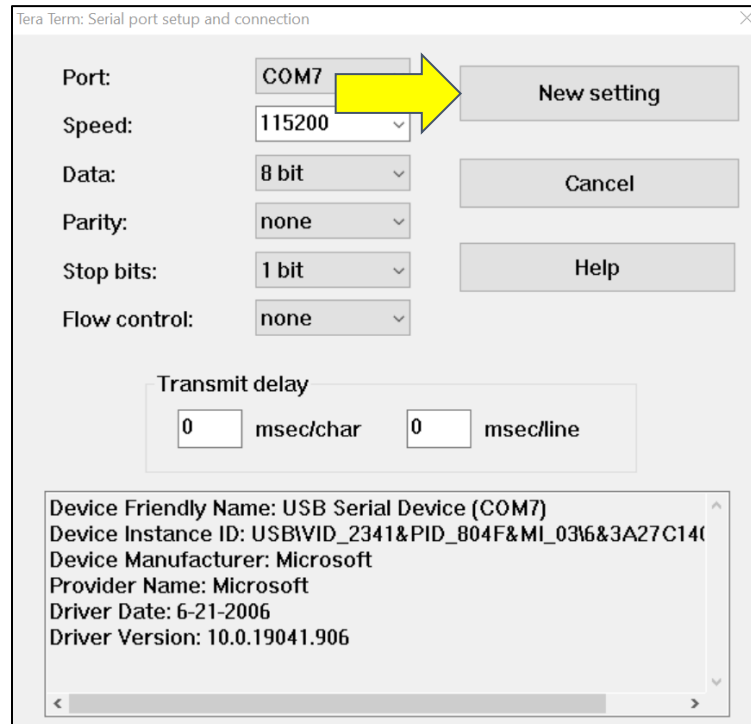 Tera Term: Serial port setup and connection
Port: COM7 New setting
Speed: 115200
Data: 8 bit Cancel
Parity: none
Stop bits: 1 bit Help
Flow control: none
Transmit delay
0 msec/char 0 msec/line
Device Friendly Name: USB Serial Device (COM7)
Device Instance ID: USB\VID_2341&PID_804F&MI_03\6&3A27C140
Device Manufacturer: Microsoft
Provider Name: Microsoft
Driver Date: 6-21-2006
Driver Version: 10.0.19041.906